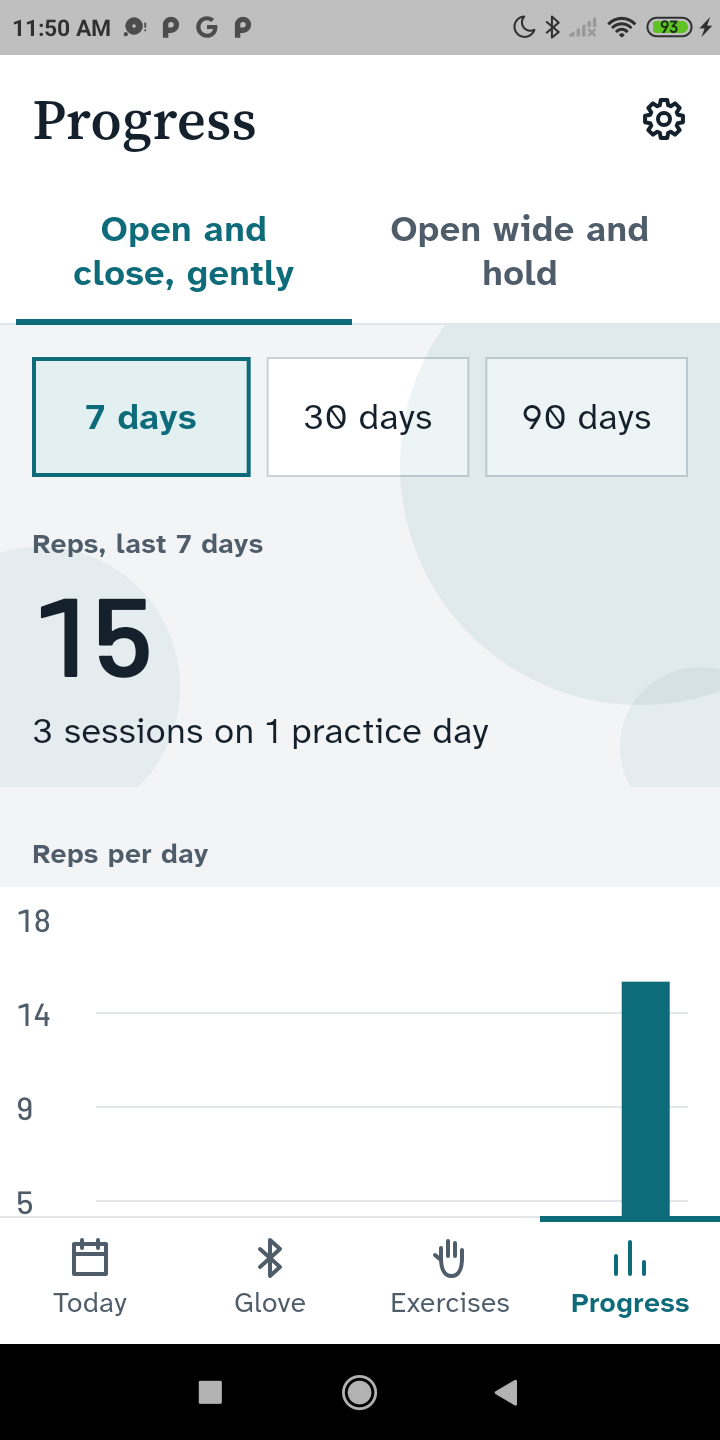 11:50 AM
93
Progress
Open and
close, gently
Open wide and
hold
7 days
30 days
90 days
Reps, last 7 days
15
3 sessions on 1 practice day
Reps per day
18
14
9
5
Today
Glove
Exercises
Progress